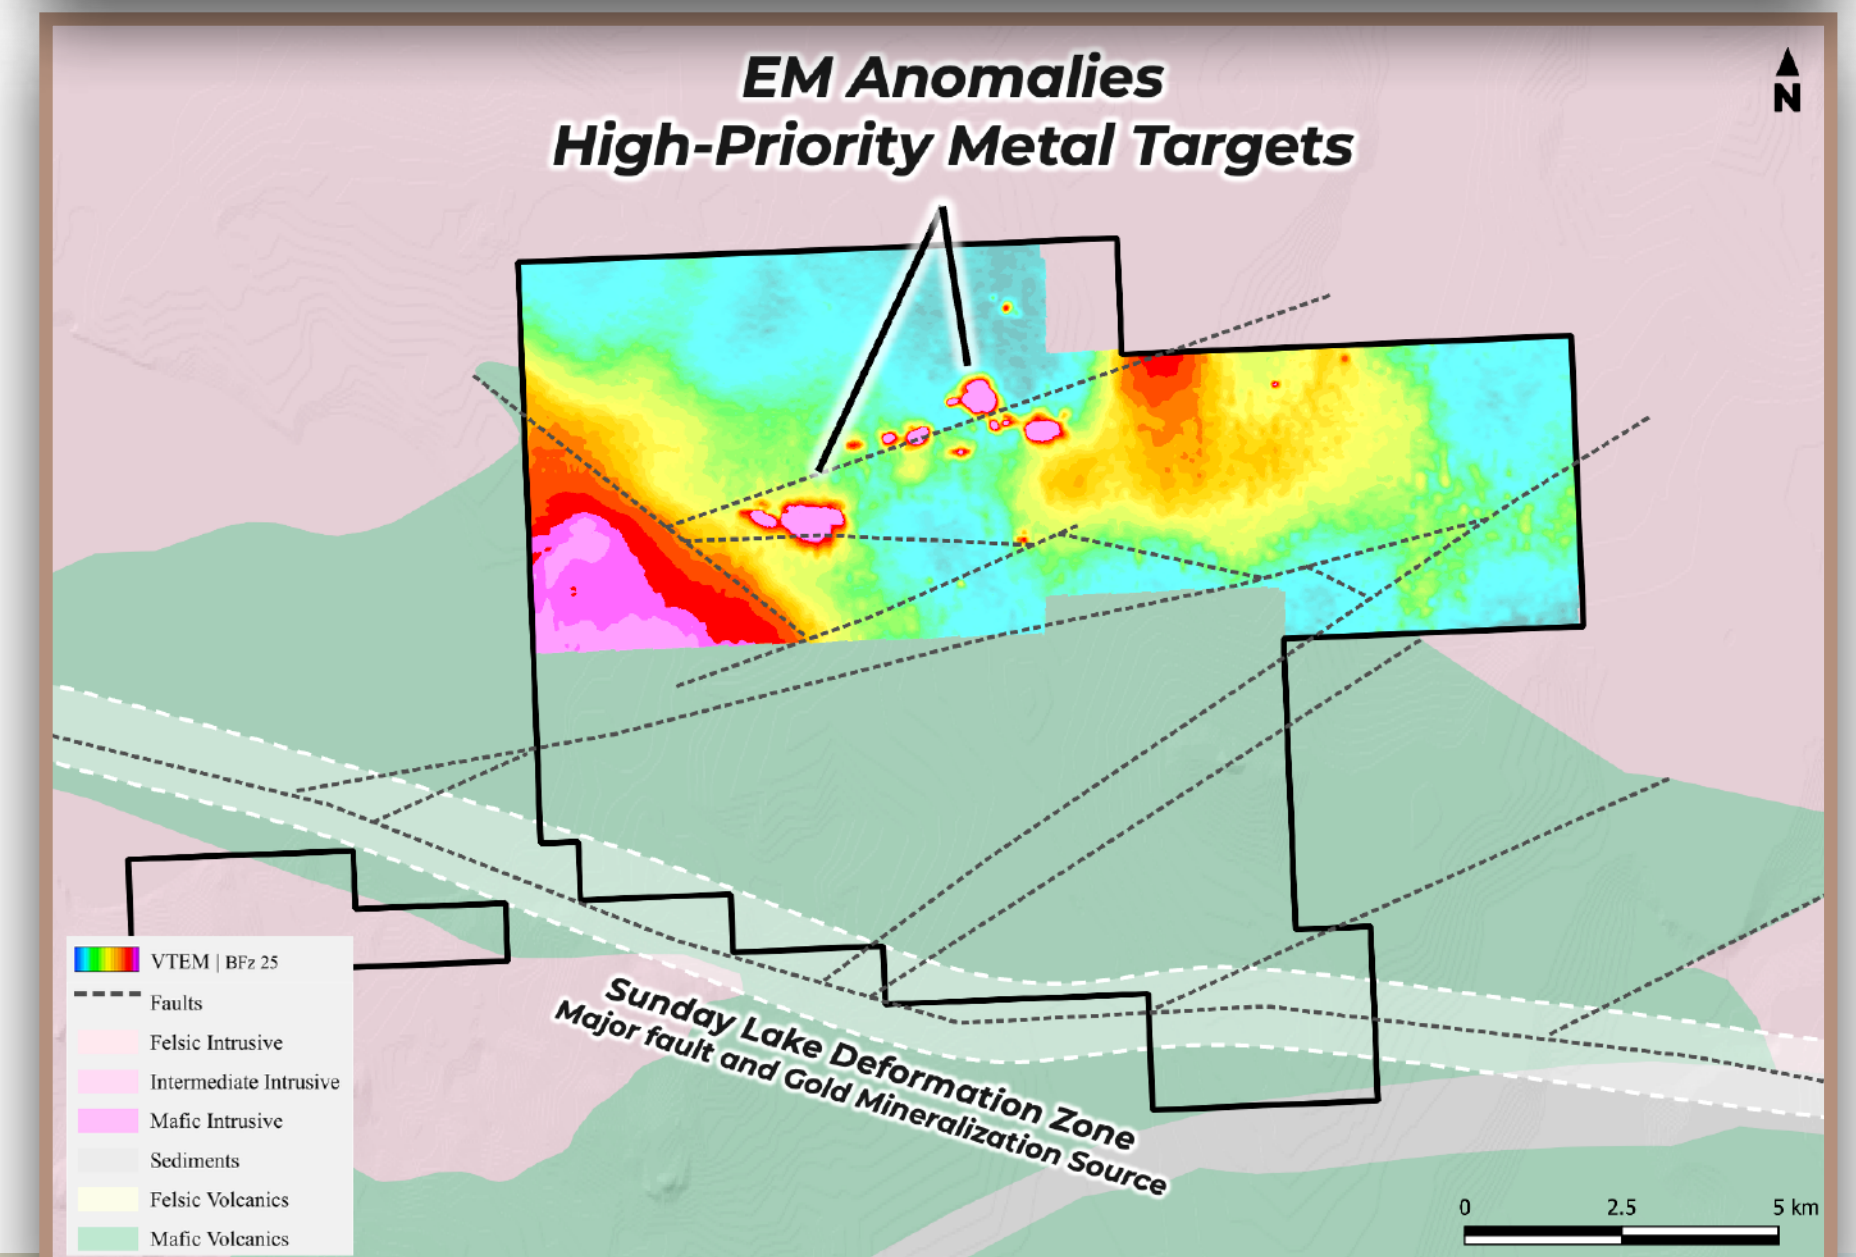 EM Anomalies
High-Priority Metal Targets
N
Sunday Lake Deformation Zone
Major fault and Gold Mineralization Source
VTEM | BFz 25
Faults
Felsic Intrusive
Intermediate Intrusive
Mafic Intrusive
Sediments
Felsic Volcanics
Mafic Volcanics
0 2.5 5 km